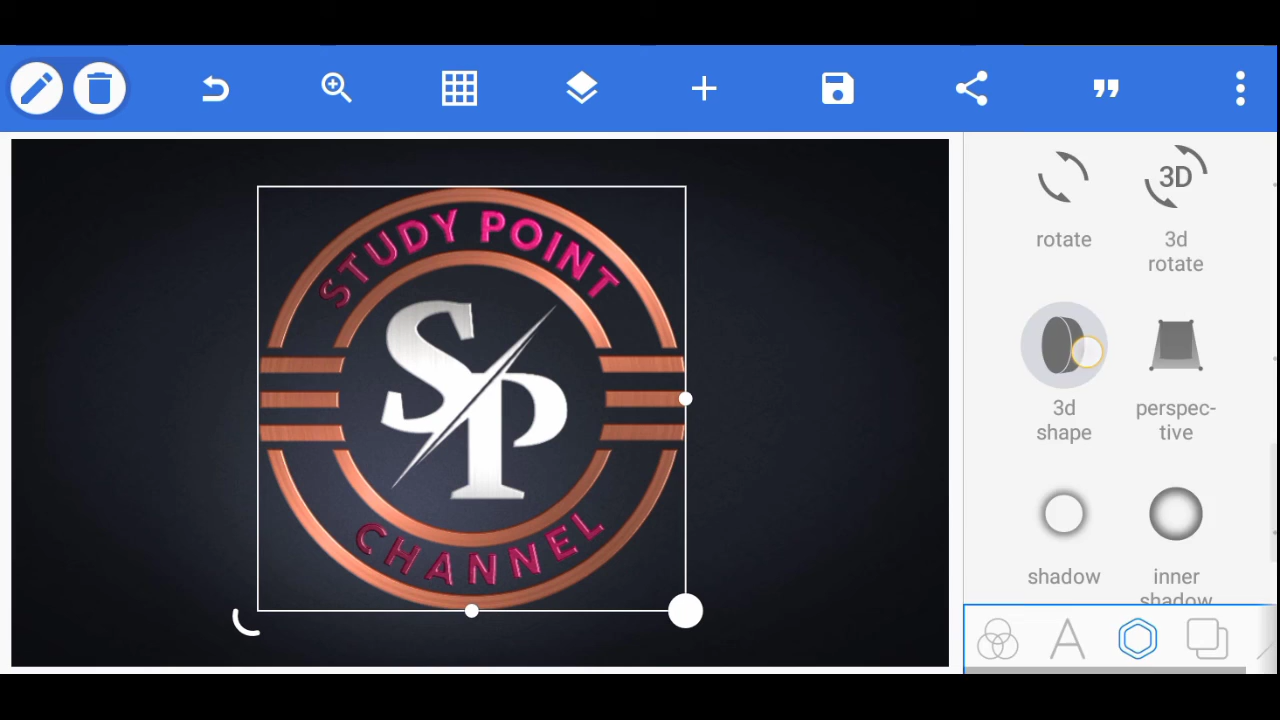 STUDY POINT
SP
CHANNEL
rotate
3D
3d
rotate
3d
shape
perspec-
tive
shadow
inner
shadow
A